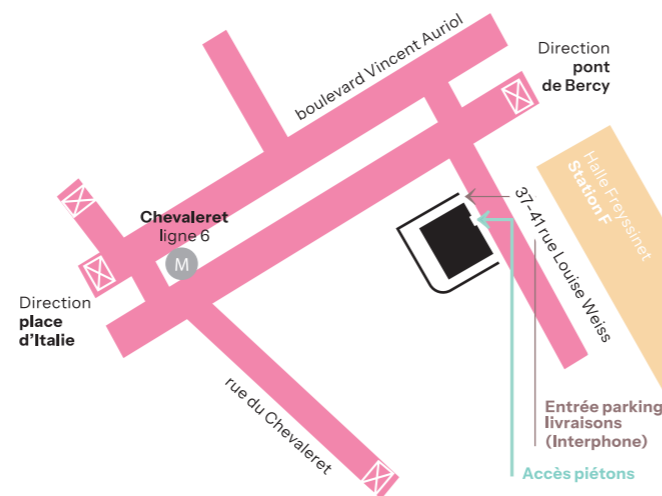 boulevard Vincent Auriol
Direction
pont
de Bercy
Halle Freyssinet
Station F
Chevaleret
ligne 6
M
37-41 rue Louise Weiss
Direction
place
d'Italie
rue du Chevaleret
Entrée parking
livraisons
(Interphone)
Accès piétons